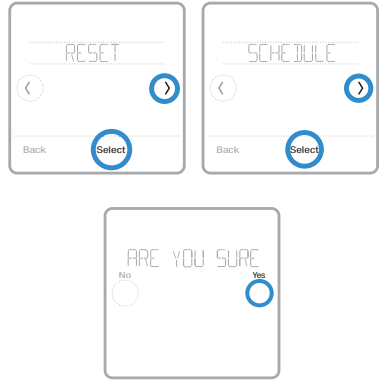 RESET
Back Select
SCHEDULE
Back Select
ARE YOU SURE
No Yes